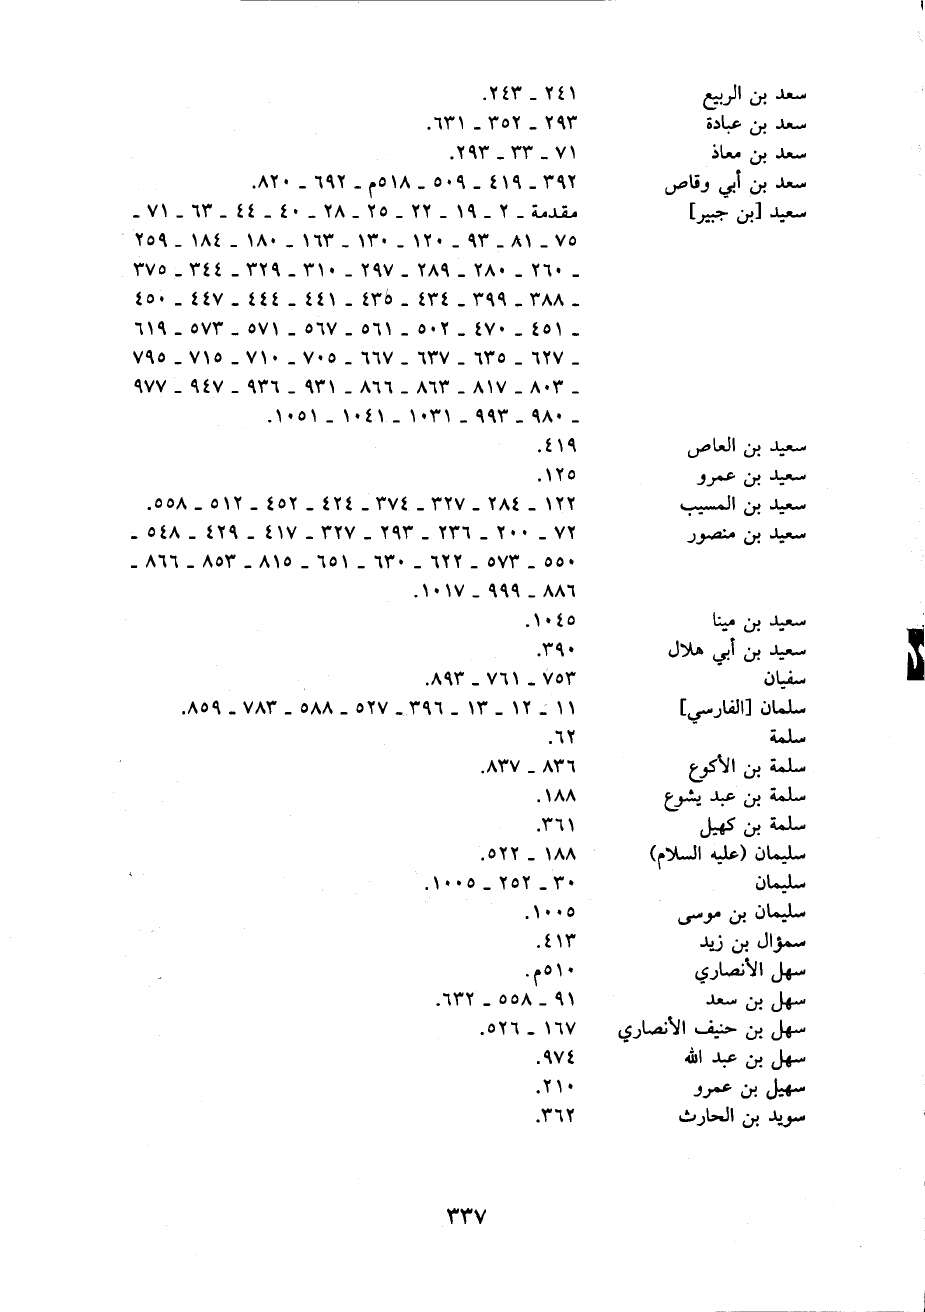 سعد بن الربيع ٢٤١ ـ ٢٤٣.
سعد بن عبادة ٢٩٣ ـ ٣٥٢ ـ ٦٣١.
سعد بن معاذ ٧١ ـ ٣٣ ـ ٢٩٣.
سعد بن أبي وقاص ٣٩٢ ـ ٤١٩ ـ ٥٠٩ ـ ٥١٨م ـ ٦٩٢ ـ ٨٢٠.
سعيد [بن جبير] مقدمة ـ ٢ ـ ١٩ ـ ٢٢ ـ ٢٥ ـ ٢٨ ـ ٤٠ ـ ٤٤ ـ ٦٣ ـ ٧١ ـ
٧٥ ـ ٨١ ـ ٩٣ ـ ١٢٠ ـ ١٣٠ ـ ١٦٣ ـ ١٨٠ ـ ١٨٤ ـ ٢٥٩
ـ ٢٦٠ ـ ٢٨٠ ـ ٢٨٩ ـ ٢٩٧ ـ ٣١٠ ـ ٣٢٩ ـ ٣٤٤ ـ ٣٧٥
ـ ٣٨٨ ـ ٣٩٩ ـ ٤٣٤ ـ ٤٣٥ ـ ٤٤١ ـ ٤٤٤ ـ ٤٤٧ ـ ٤٥٠
ـ ٤٥١ ـ ٤٧٠ ـ ٥٠٢ ـ ٥٦١ ـ ٥٦٧ ـ ٥٧١ ـ ٥٧٣ ـ ٦١٩
ـ ٦٢٧ ـ ٦٣٥ ـ ٦٣٧ ـ ٦٦٧ ـ ٧٠٥ ـ ٧١٠ ـ ٧١٥ ـ ٧٩٥
ـ ٨٠٣ ـ ٨١٧ ـ ٨٦٣ ـ ٨٦٦ ـ ٩٣١ ـ ٩٣٦ ـ ٩٤٧ ـ ٩٧٧
ـ ٩٨٠ ـ ٩٩٣ ـ ١٠٣١ ـ ١٠٤١ ـ ١٠٥١.
سعيد بن العاص ٤١٩.
سعيد بن عمرو ١٢٥.
سعيد بن المسيب ١٢٢ ـ ٢٨٤ ـ ٣٢٧ ـ ٣٧٤ ـ ٤٢٤ ـ ٤٥٢ ـ ٥١٢ ـ ٥٥٨.
سعيد بن منصور ٧٢ ـ ٢٠٠ ـ ٢٣٦ ـ ٢٩٣ ـ ٣٢٧ ـ ٤١٧ ـ ٤٢٩ ـ ٥٤٨ ـ
٥٥٠ ـ ٥٧٣ ـ ٦٢٢ ـ ٦٣٠ ـ ٦٥١ ـ ٨١٥ ـ ٨٥٣ ـ ٨٦٦ ـ
٨٨٦ ـ ٩٩٩ ـ ١٠١٧.
سعيد بن مينا ١٠٤٥.
سعيد بن أبي هلال ٣٩٠.
سفيان ٧٥٣ ـ ٧٦١ ـ ٨٩٣.
سلمان [الفارسي] ١١ ـ ١٢ ـ ١٣ ـ ٣٩٦ ـ ٥٢٧ ـ ٥٨٨ ـ ٧٨٣ ـ ٨٥٩.
سلمة ٦٢.
سلمة بن الأكوع ٨٣٦ ـ ٨٣٧.
سلمة بن عبد يشوع ١٨٨.
سلمة بن كهيل ٣٦١.
سليمان (عليه السلام) ١٨٨ ـ ٥٢٢.
سليمان ٣٠ ـ ٢٥٢ ـ ١٠٠٥.
سليمان بن موسى ١٠٠٥.
سمؤال بن زيد ٤١٣.
سهل الأنصاري ٥١٠م.
سهل بن سعد ٩١ ـ ٥٥٨ ـ ٦٣٢.
سهل بن حنيف الأنصاري ١٦٧ ـ ٥٢٦.
سهل بن عبد الله ٩٧٤.
سهيل بن عمرو ٢١٠.
سويد بن الحارث ٣٦٢.
٣٣٧